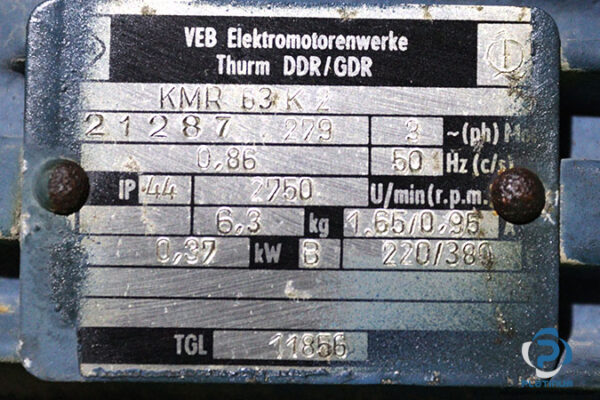 VEB Elektromotorenwerke
Thurm DDR/GDR
KMR 63 K 2
21287 279 3 ~(ph) Mo
0,86 50 Hz (c/s)
IP 44 2750 U/min(r.p.m.
6,3 kg 1,65/0,95 A
0,37 kW B 220/380
TGL 11856